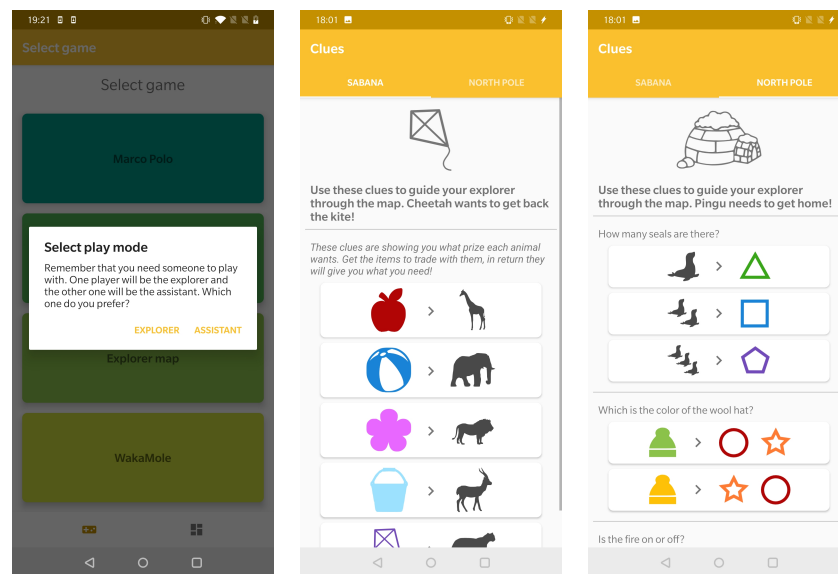 19:21
Select game
Select game
Marco Polo
Select play mode
Remember that you need someone to play
with. One player will be the explorer and
the other one will be the assistant. Which
one do you prefer?
EXPLORER ASSISTANT
Explorer map
WakaMole
18:01
Clues
SABANA NORTH POLE
Use these clues to guide your explorer
through the map. Cheetah wants to get back
the kite!
These clues are showing you what prize each animal
wants. Get the items to trade with them, in return they
will give you what you need!
18:01
Clues
SABANA NORTH POLE
Use these clues to guide your explorer
through the map. Pingu needs to get home!
How many seals are there?
Which is the color of the wool hat?
Is the fire on or off?